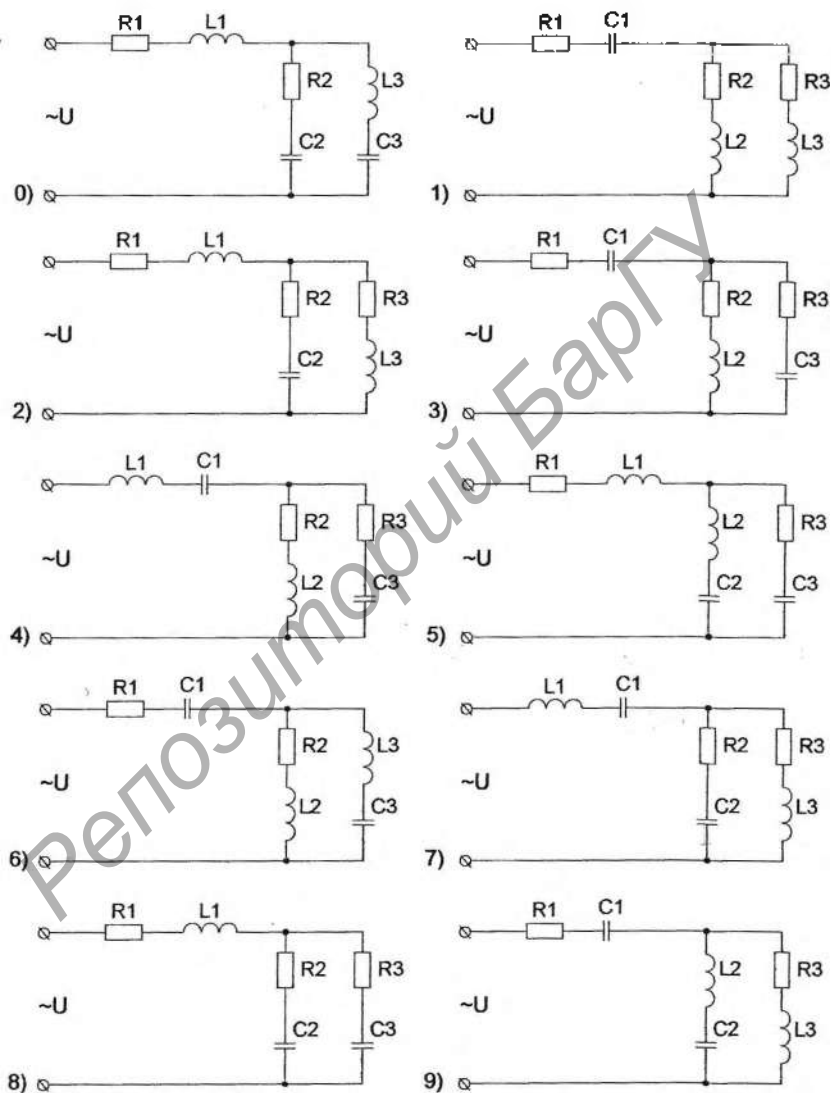 R1 L1
R2 L3
~U
C2 C3
0)
R1 C1
R2 R3
~U
L2 L3
1)
R1 L1
R2 R3
~U
C2 L3
2)
R1 C1
R2 R3
~U
L2 C3
3)
L1 C1
R2 R3
~U
L2 C3
4)
R1 L1
L2 R3
~U
C2 C3
5)
R1 C1
R2 L3
~U
L2 C3
6)
L1 C1
R2 R3
~U
C2 L3
7)
R1 L1
R2 R3
~U
C2 C3
8)
R1 C1
L2 R3
~U
C2 L3
9)
Репозиторий БарГУ